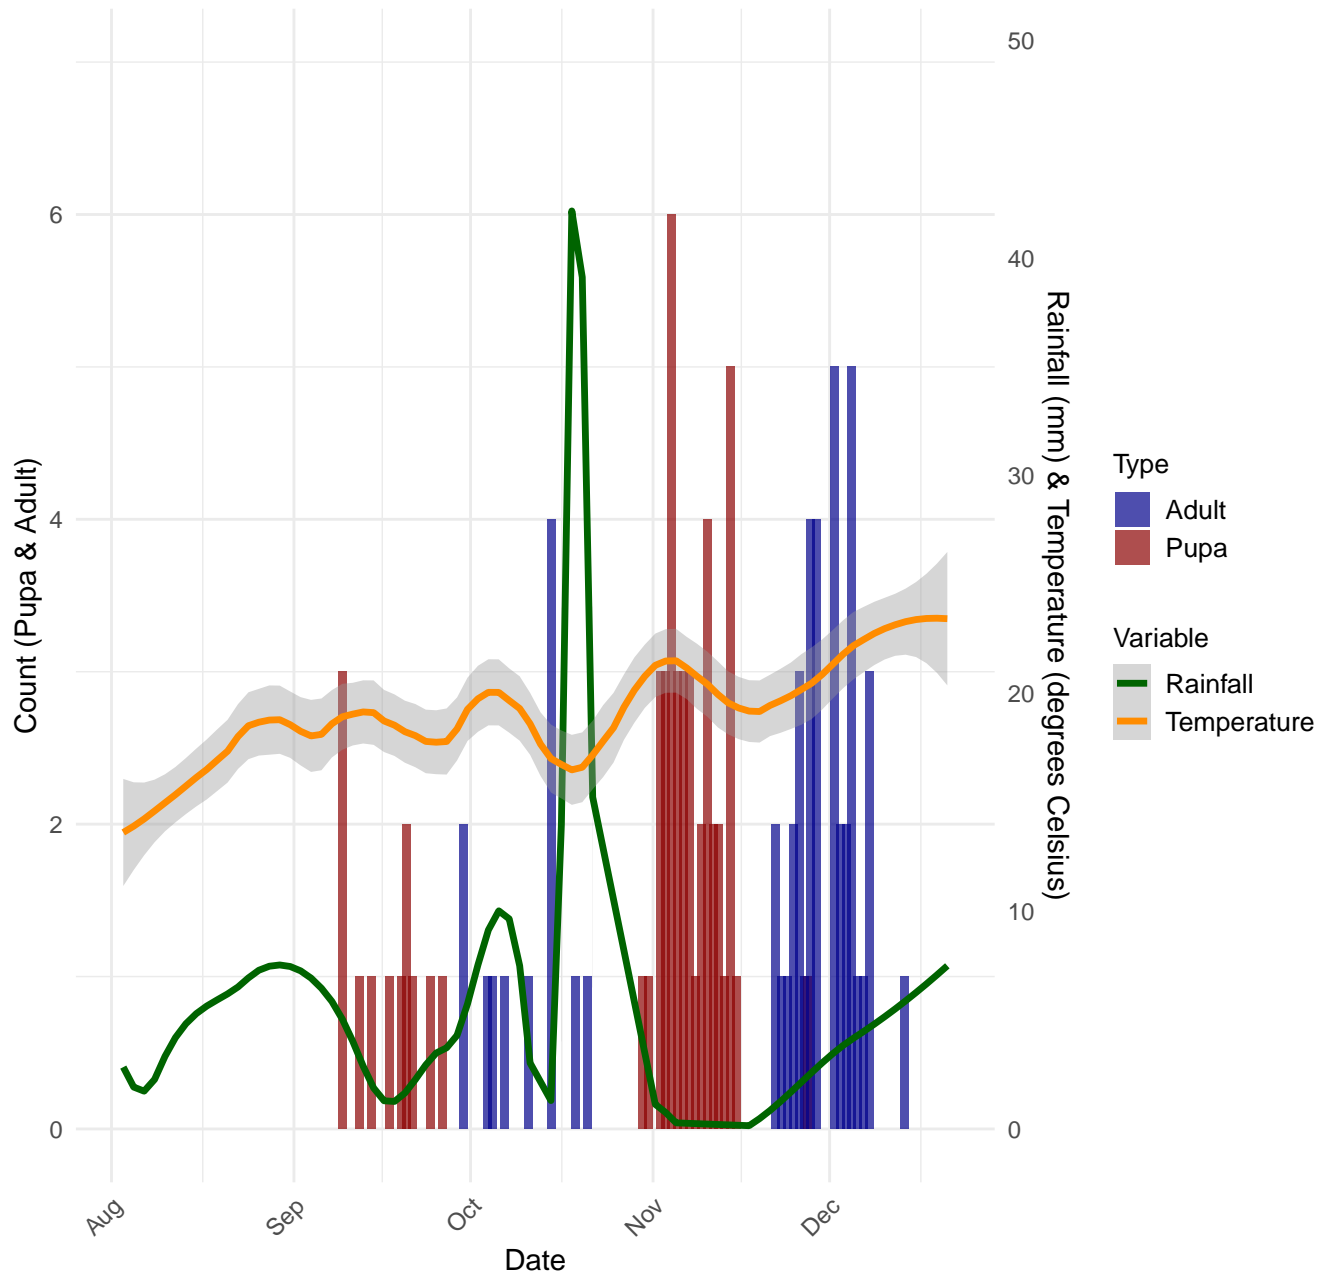 Count (Pupa & Adult)
6
4
2
0
50
40
30
20
10
0
Rainfall (mm) & Temperature (degrees Celsius)
Aug
Sep
Oct
Nov
Dec
Date
Type
Adult
Pupa
Variable
Rainfall
Temperature